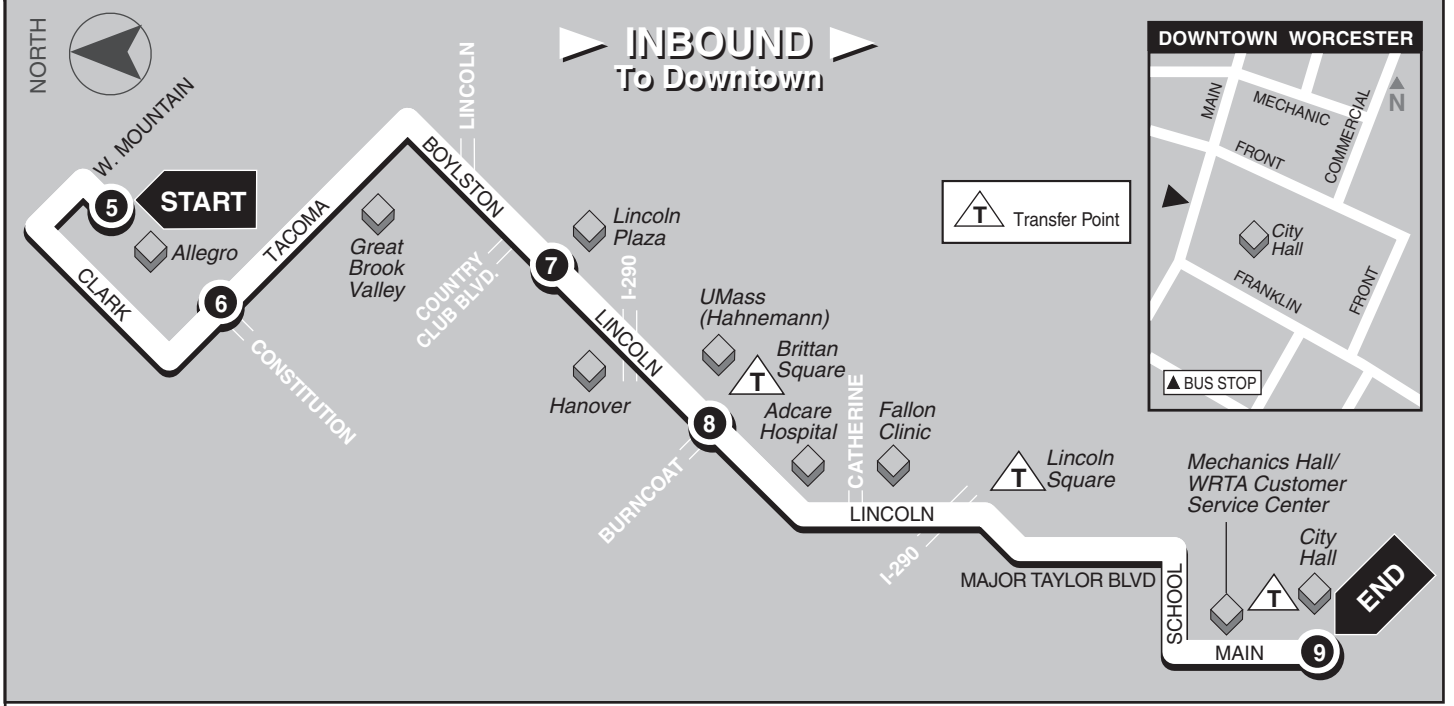 NORTH
INBOUND
To Downtown
DOWNTOWN WORCESTER
MAIN
MECHANIC
COMMERCIAL
N
FRONT
City
Hall
FRANKLIN
FRONT
▲ BUS STOP
T Transfer Point
W. MOUNTAIN
5
START
Allegro
CLARK
6
CONSTITUTION
TACOMA
Great
Brook
Valley
BOYLSTON
LINCOLN
COUNTRY
CLUB BLVD.
7
Lincoln
Plaza
I-290
LINCOLN
Hanover
UMass
(Hahnemann)
Brittan
Square
T
8
BURNCOAT
Adcare
Hospital
CATHERINE
Fallon
Clinic
LINCOLN
I-290
T
Lincoln
Square
MAJOR TAYLOR BLVD
SCHOOL
Mechanics Hall/
WRTA Customer
Service Center
T
City
Hall
MAIN
9
END